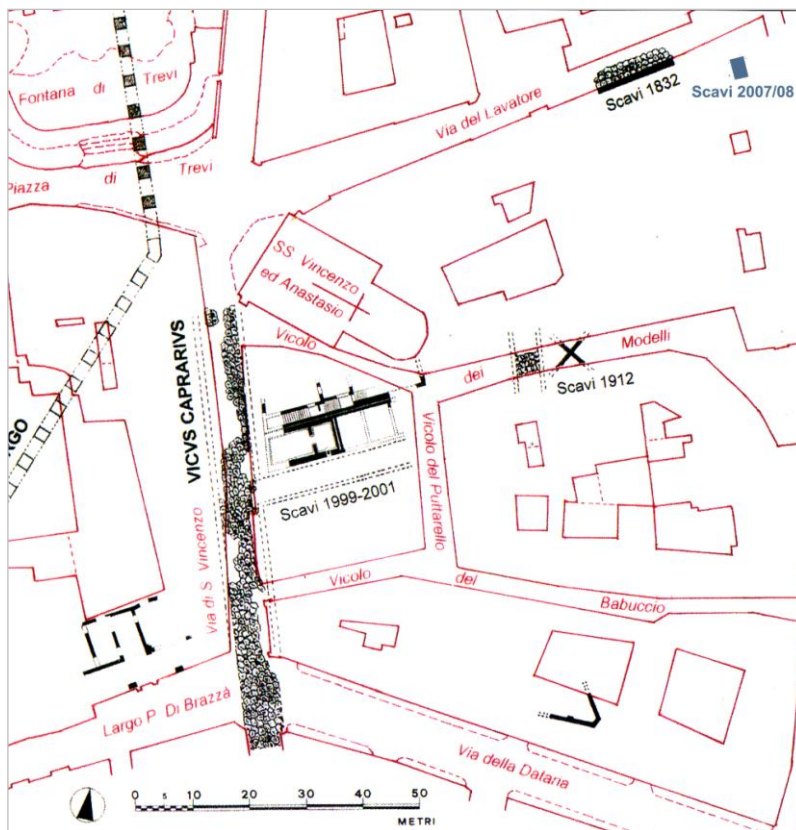 Fontana di Trevi
Piazza di Trevi
Via del Lavatore
Scavi 1832
Scavi 2007/08
SS Vincenzo
ed Anastasio
Vicolo dei Modelli
Scavi 1912
VICVS CAPRARIVS
Via di S Vincenzo
Scavi 1999-2001
Vicolo del Puttarello
Vicolo dei Babuccio
Largo P. Di Brazzà
Via della Dataria
0 5 10 20 30 40 50
METRI